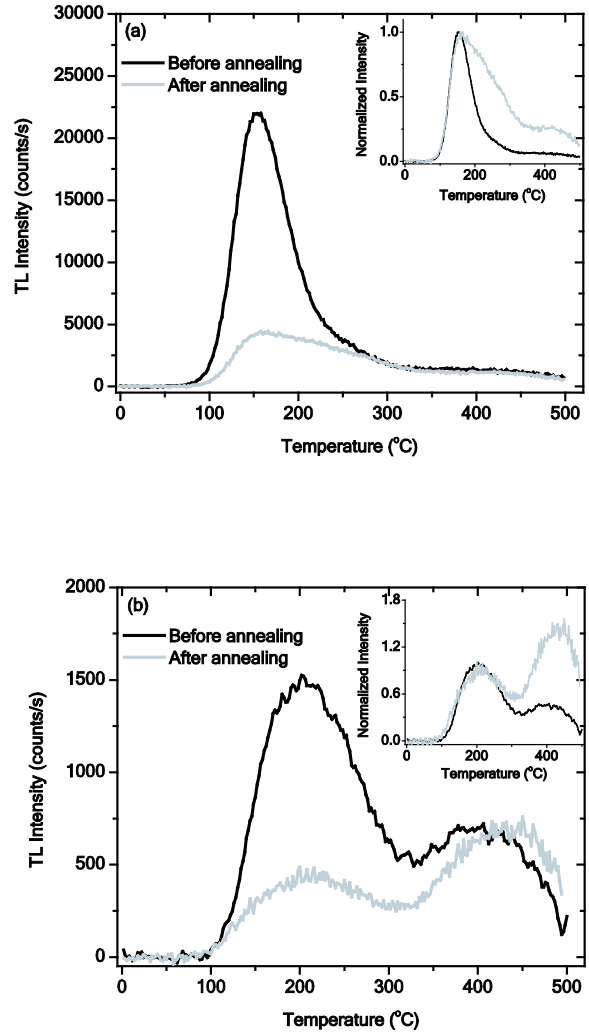 (a)
Before annealing
After annealing
TL Intensity (counts/s)
30000
25000
20000
15000
10000
5000
0
0 100 200 300 400 500
Temperature (°C)
Normalized Intensity
1.0
0.5
0.0
0 200 400
Temperature (°C)
(b)
Before annealing
After annealing
TL Intensity (counts/s)
2000
1500
1000
500
0
0 100 200 300 400 500
Temperature (°C)
Normalized Intensity
1.8
1.2
0.6
0.0
0 200 400
Temperature (°C)